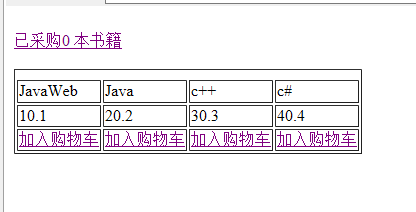 已采购0 本书籍
JavaWeb Java c++ c#
10.1 20.2 30.3 40.4
加入购物车 加入购物车 加入购物车 加入购物车